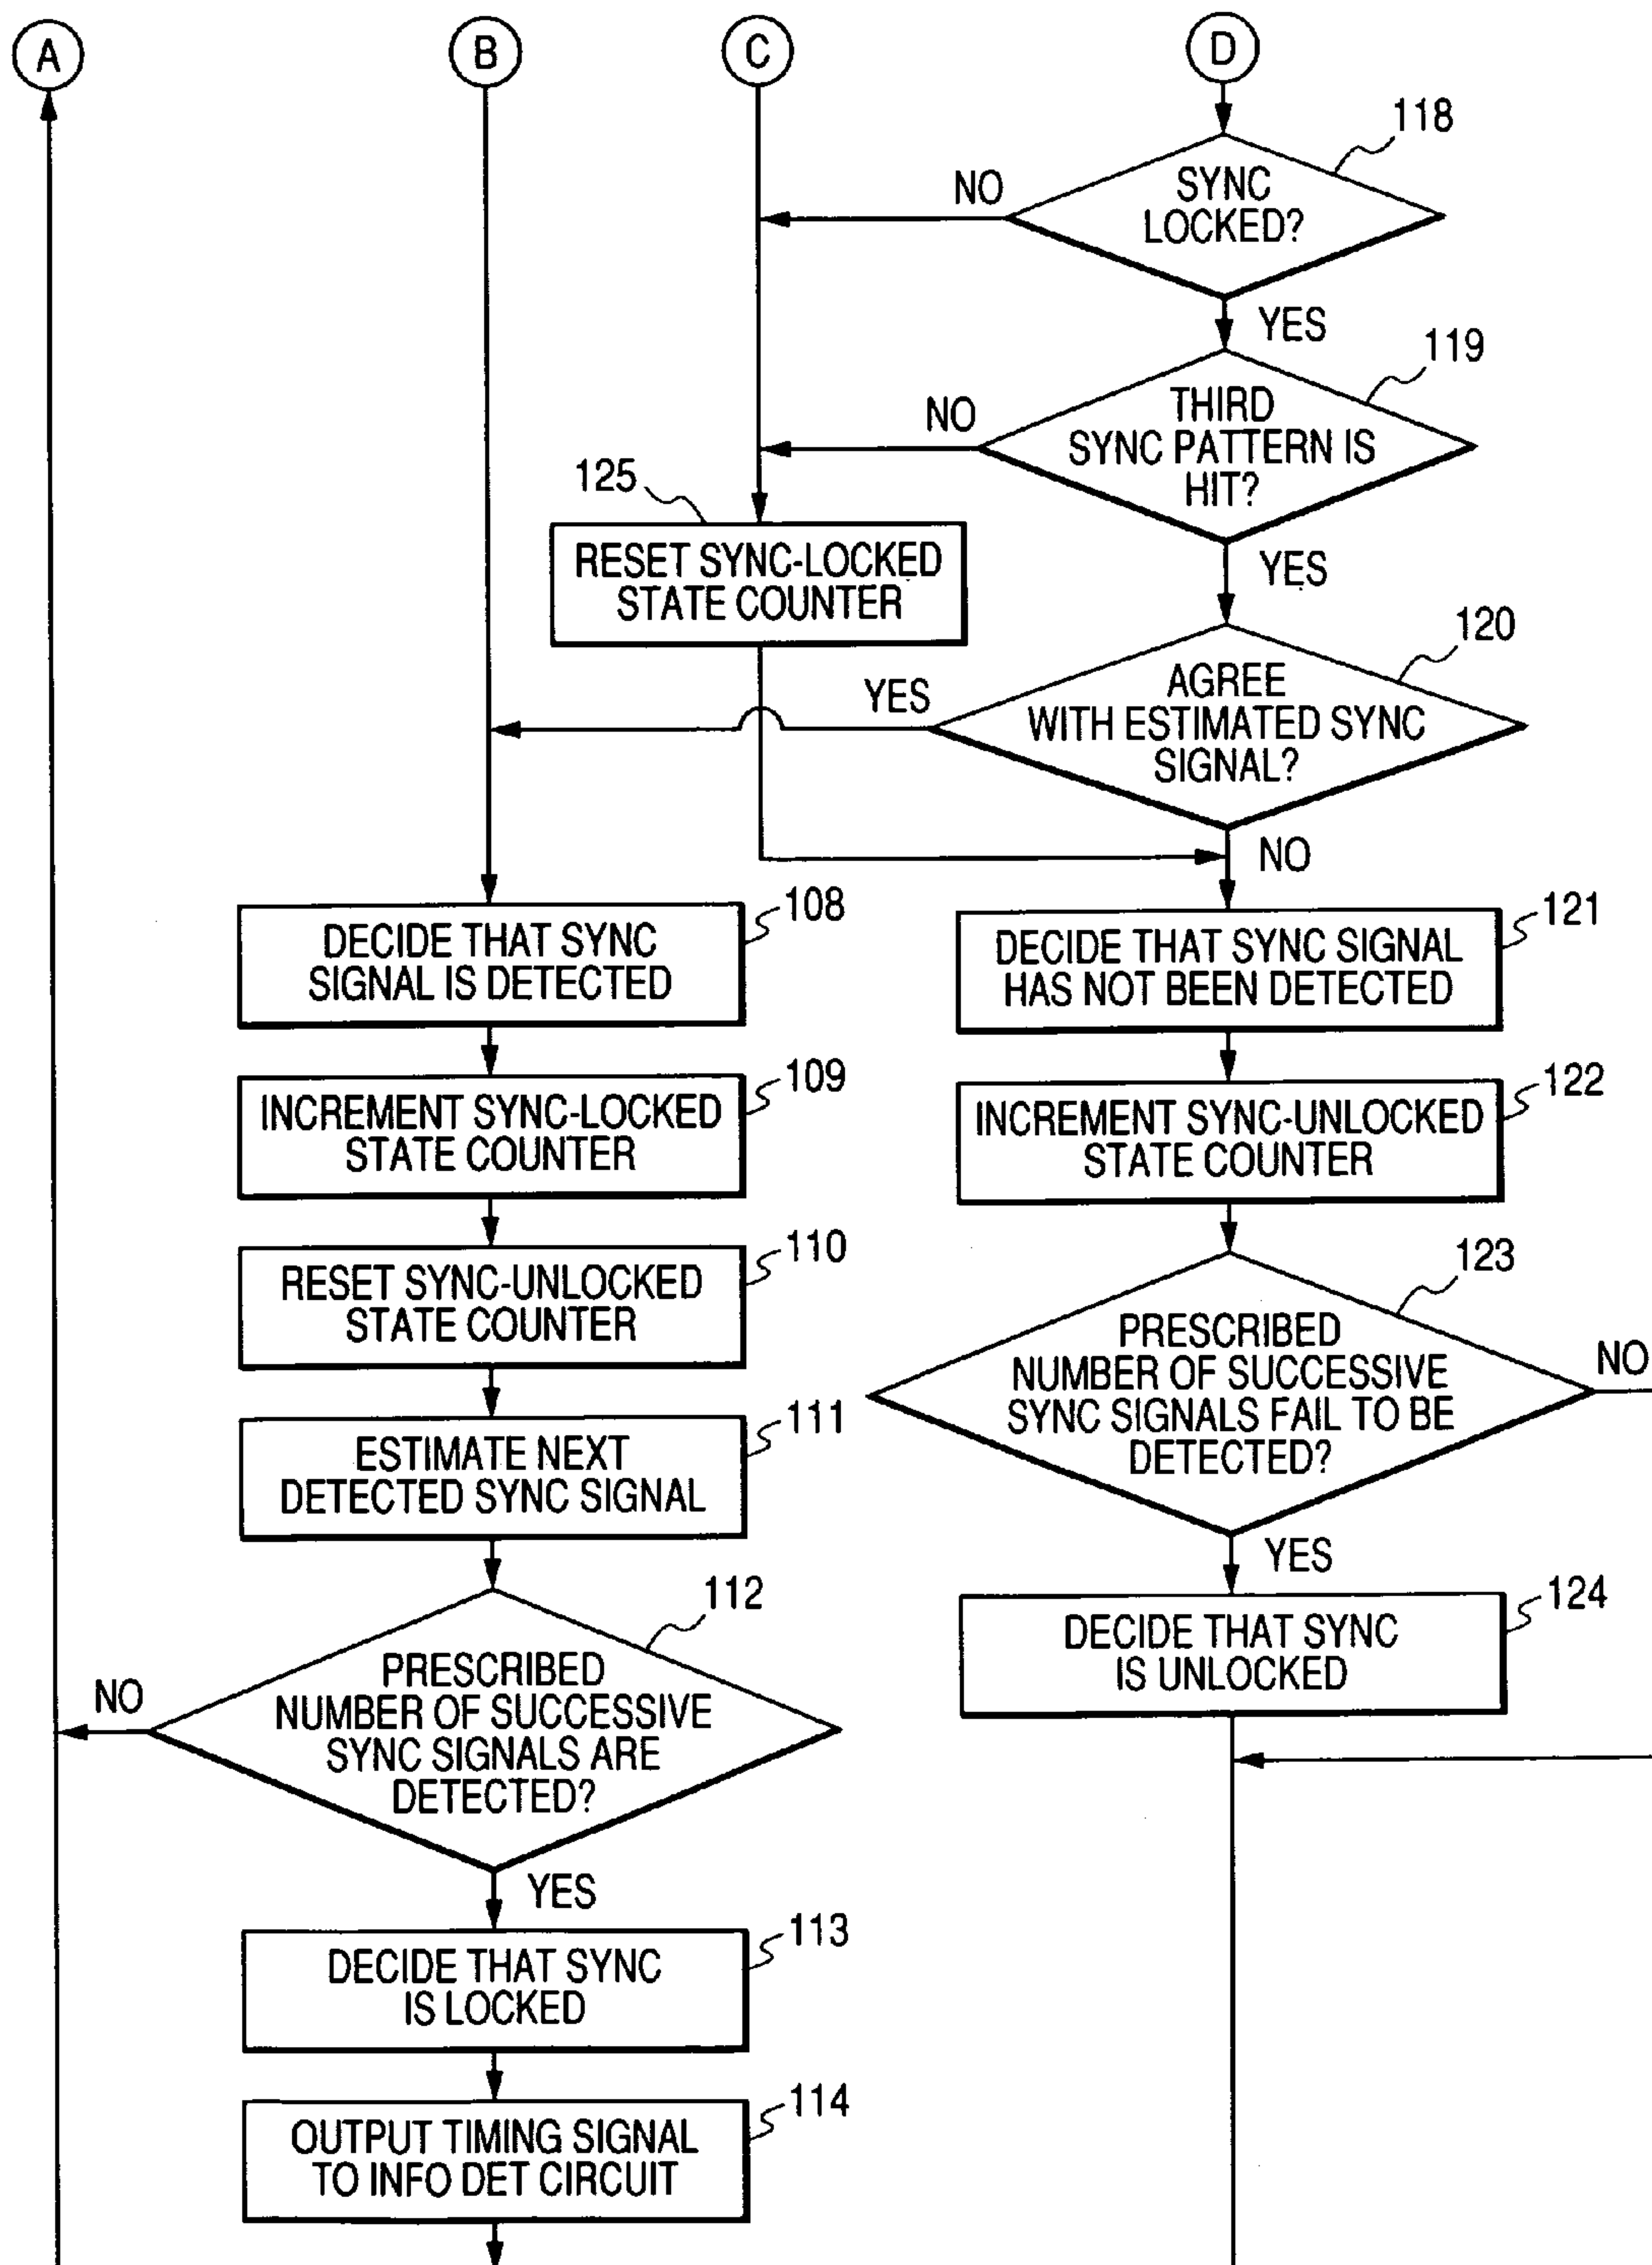 A
B
C
D
118
SYNC
LOCKED?
NO
YES
119
THIRD
SYNC PATTERN IS
HIT?
NO
YES
125
RESET SYNC-LOCKED
STATE COUNTER
120
AGREE
WITH ESTIMATED SYNC
SIGNAL?
YES
NO
108
DECIDE THAT SYNC
SIGNAL IS DETECTED
121
DECIDE THAT SYNC SIGNAL
HAS NOT BEEN DETECTED
109
INCREMENT SYNC-LOCKED
STATE COUNTER
122
INCREMENT SYNC-UNLOCKED
STATE COUNTER
110
RESET SYNC-UNLOCKED
STATE COUNTER
123
PRESCRIBED
NUMBER OF SUCCESSIVE
SYNC SIGNALS FAIL TO BE
DETECTED?
NO
YES
111
ESTIMATE NEXT
DETECTED SYNC SIGNAL
112
PRESCRIBED
NUMBER OF SUCCESSIVE
SYNC SIGNALS ARE
DETECTED?
NO
YES
124
DECIDE THAT SYNC
IS UNLOCKED
113
DECIDE THAT SYNC
IS LOCKED
114
OUTPUT TIMING SIGNAL
TO INFO DET CIRCUIT